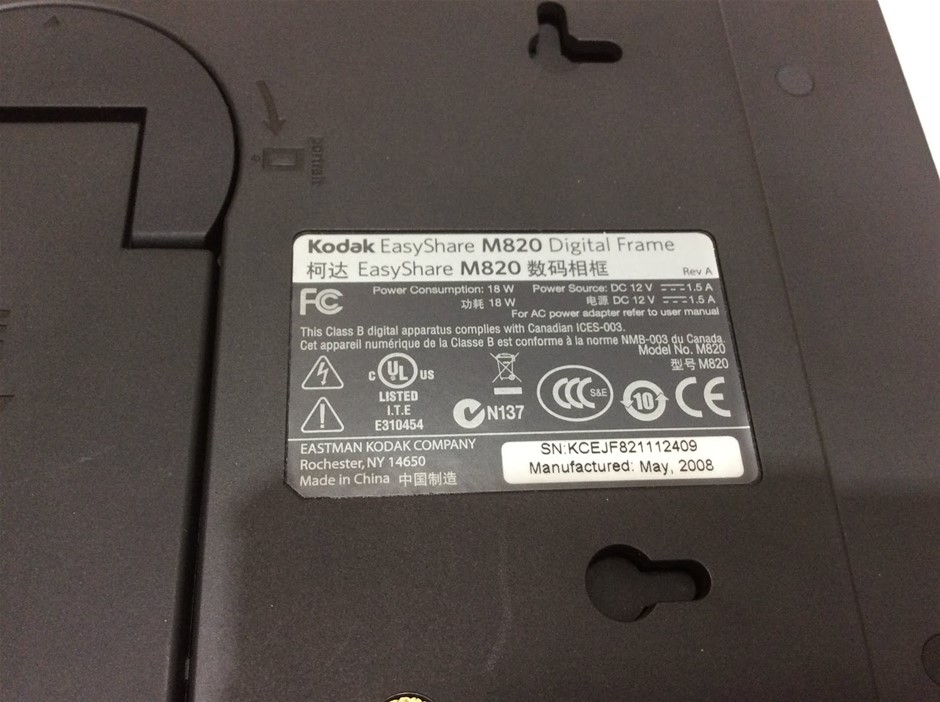 portrait
Kodak EasyShare M820 Digital Frame
柯达 EasyShare M820 数码相框
Rev A
FC
Power Consumption: 18 W Power Source: DC 12 V 1.5 A
功耗 18 W 电源 DC 12 V 1.5 A
For AC power adapter refer to user manual
This Class B digital apparatus complies with Canadian ICES-003.
Cet appareil numérique de la Classe B est conforme à la norme NMB-003 du Canada.
Model No. M820
型号 M820
c UL US
LISTED
I.T.E
E310454
N137
CCC S&E
10
CE
EASTMAN KODAK COMPANY
Rochester, NY 14650
Made in China 中国制造
SN:KCEJF821112409
Manufactured: May, 2008